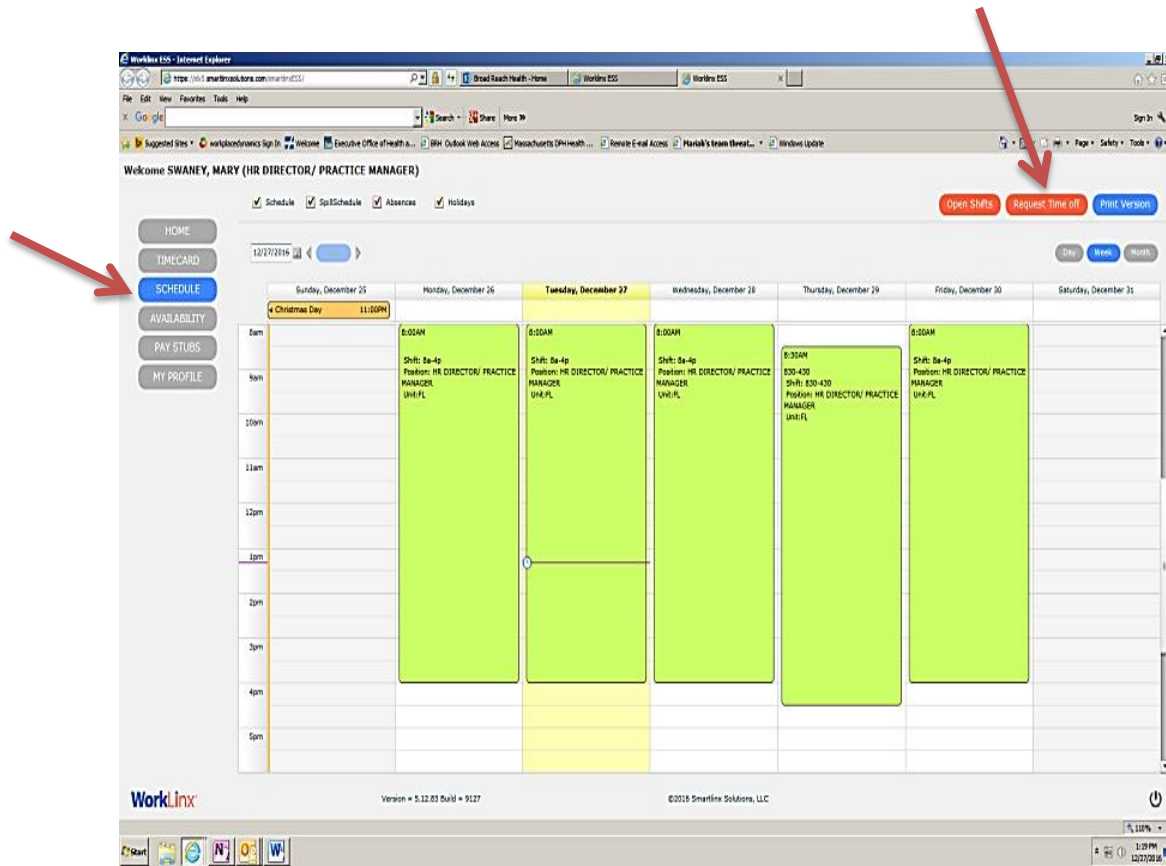 Worklinx ESS - Internet Explorer
Broad Reach Health - Home
Worklinx ESS
Worklinx ESS
File Edit View Favorites Tools Help
Google
Search
Share
More
Sign In
Suggested Sites
workplacedynamics Sign In
Welcome
Executive Office of Health a...
BRH Outlook Web Access
Massachusetts DPH Health ...
Remote E-mail Access
Mariah's team threat...
Windows Update
Page
Safety
Tools
Welcome SWANEY, MARY (HR DIRECTOR/ PRACTICE MANAGER)
Schedule
SpillSchedule
Absences
Holidays
Open Shifts
Request Time off
Print Version
HOME
TIMECARD
SCHEDULE
AVAILABILITY
PAY STUBS
MY PROFILE
12/27/2016
Day
Week
Month
Sunday, December 25
Monday, December 26
Tuesday, December 27
Wednesday, December 28
Thursday, December 29
Friday, December 30
Saturday, December 31
Christmas Day 11:00PM
8am
9am
10am
11am
12pm
1pm
2pm
3pm
4pm
5pm
8:00AM
Shift: 8a-4p
Position: HR DIRECTOR/ PRACTICE
MANAGER
Unit:FL
8:00AM
Shift: 8a-4p
Position: HR DIRECTOR/ PRACTICE
MANAGER
Unit:FL
8:00AM
Shift: 8a-4p
Position: HR DIRECTOR/ PRACTICE
MANAGER
Unit:FL
8:30AM
830-430
Shift: 830-430
Position: HR DIRECTOR/ PRACTICE
MANAGER
Unit:FL
8:00AM
Shift: 8a-4p
Position: HR DIRECTOR/ PRACTICE
MANAGER
Unit:FL
WorkLinx
Version = 5.12.83 Build = 9127
©2016 Smartlinx Solutions, LLC
110%
Start
1:19 PM
12/27/2016